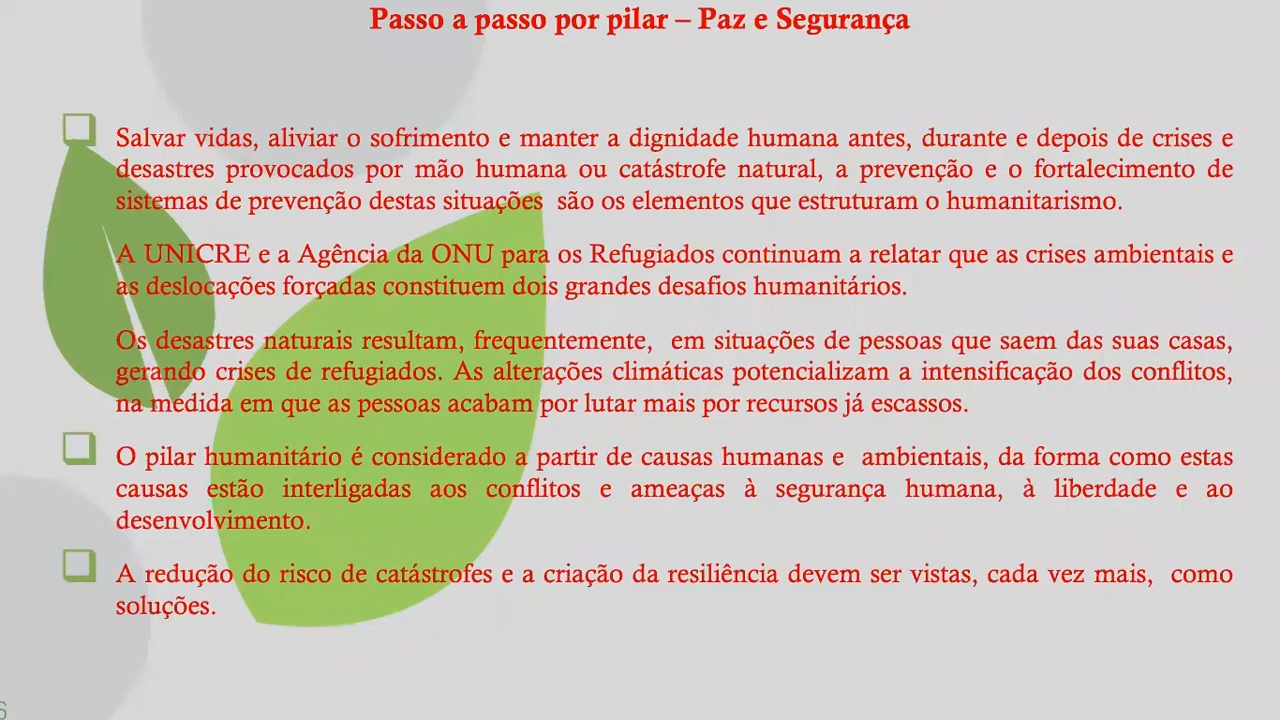 Passo a passo por pilar – Paz e Segurança
Salvar vidas, aliviar o sofrimento e manter a dignidade humana antes, durante e depois de crises e
desastres provocados por mão humana ou catástrofe natural, a prevenção e o fortalecimento de
sistemas de prevenção destas situações são os elementos que estruturam o humanitarismo.
A UNICRE e a Agência da ONU para os Refugiados continuam a relatar que as crises ambientais e
as deslocações forçadas constituem dois grandes desafios humanitários.
Os desastres naturais resultam, frequentemente, em situações de pessoas que saem das suas casas,
gerando crises de refugiados. As alterações climáticas potencializam a intensificação dos conflitos,
na medida em que as pessoas acabam por lutar mais por recursos já escassos.
O pilar humanitário é considerado a partir de causas humanas e ambientais, da forma como estas
causas estão interligadas aos conflitos e ameaças à segurança humana, à liberdade e ao
desenvolvimento.
A redução do risco de catástrofes e a criação da resiliência devem ser vistas, cada vez mais, como
soluções.
6